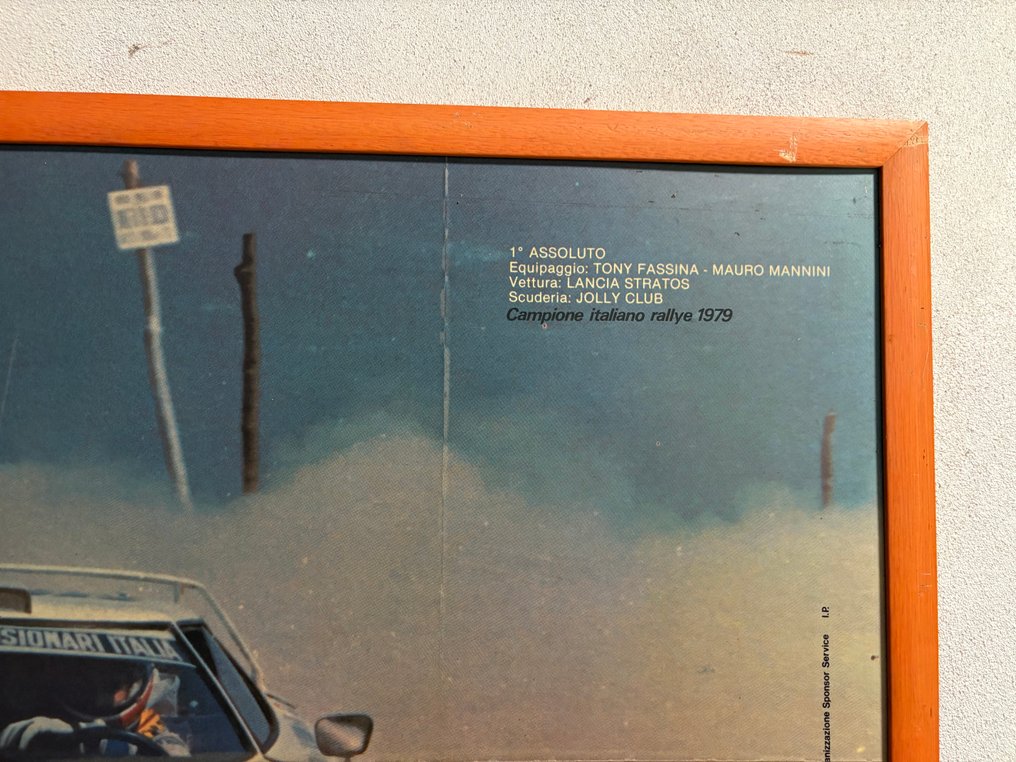 1° ASSOLUTO
Equipaggio: TONY FASSINA - MAURO MANNINI
Vettura: LANCIA STRATOS
Scuderia: JOLLY CLUB
Campione italiano rallye 1979
SIONARI ITALIA
anizzazione Sponsor Service I.P.